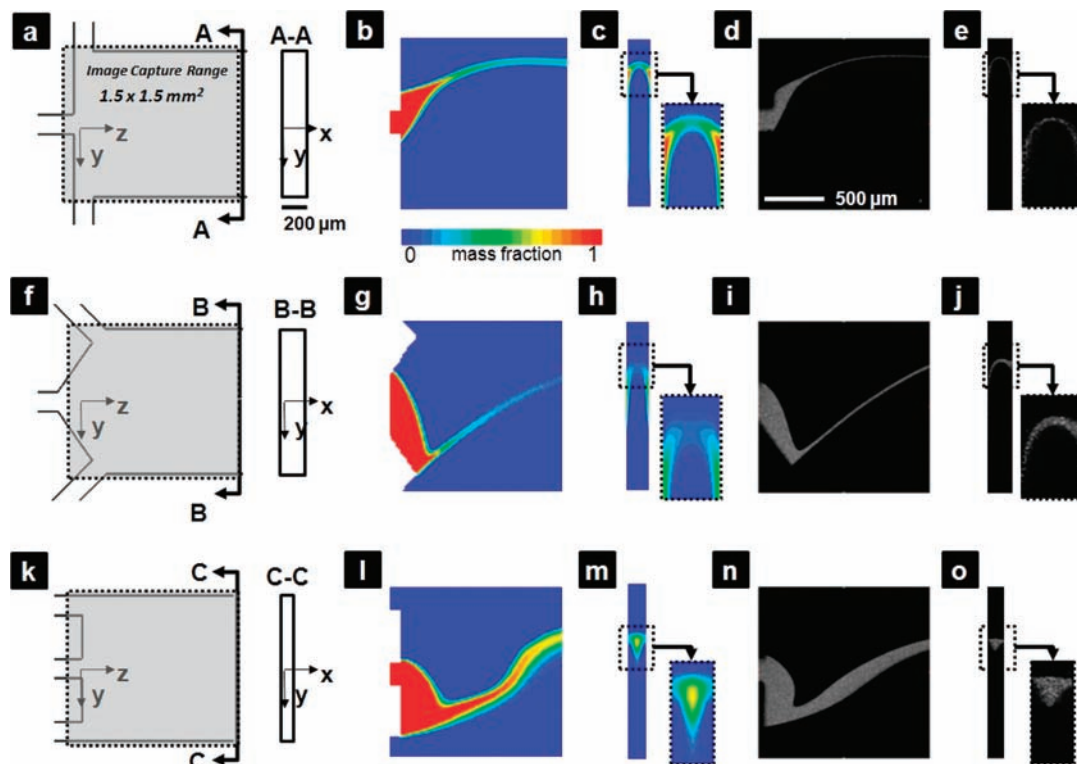 a
A
A-A
b
c
d
e
Image Capture Range
1.5 x 1.5 mm²
z
y
x
y
A
200 µm
500 µm
0 mass fraction 1
f
B
B-B
g
h
i
j
z
y
x
y
B
k
C
C-C
l
m
n
o
z
y
x
y
C